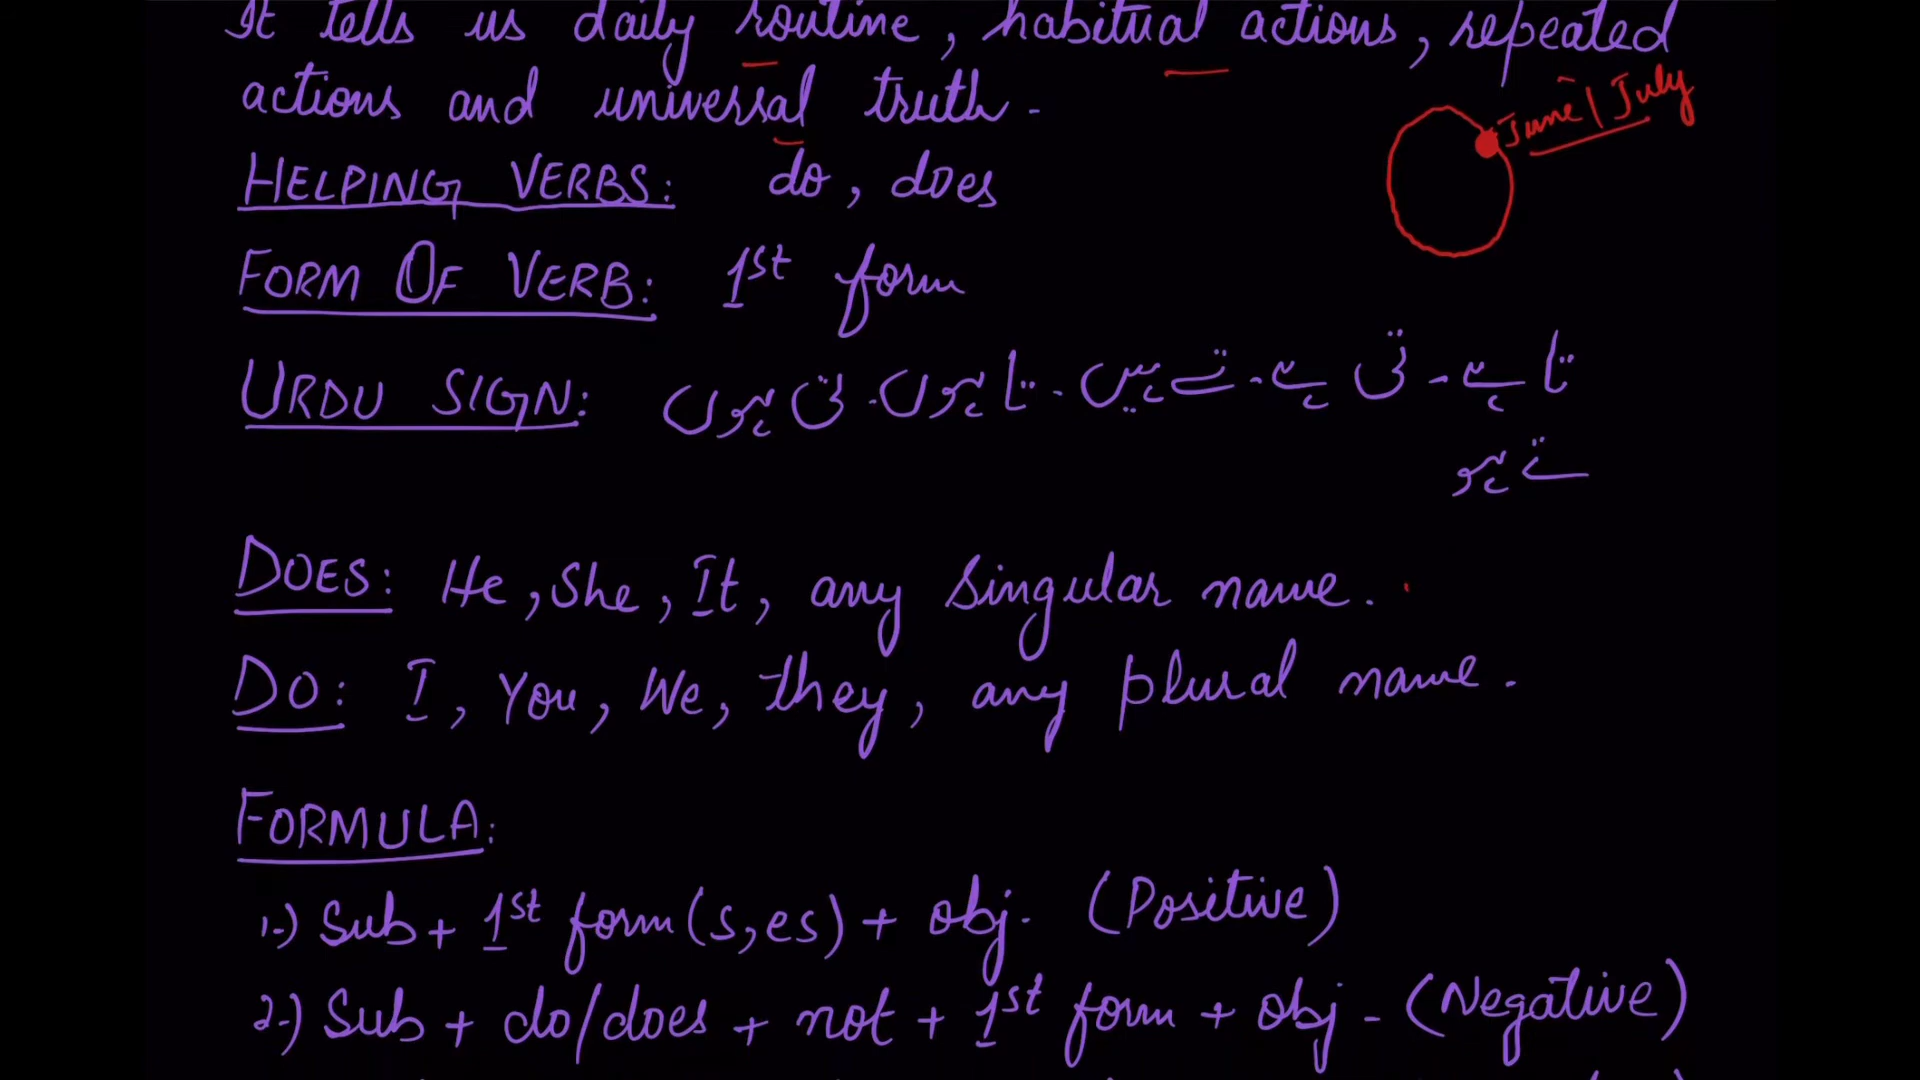 It tells us daily routine, habitual actions, repeated
actions and universal truth.
June/July
HELPING VERBS: do, does
FORM OF VERB: 1st form
URDU SIGN: تا ہے۔ تی ہے۔ تے ہیں۔ تا ہوں۔ تی ہوں
تے ہو
DOES: He, She, It, any singular name.
DO: I, You, We, they, any plural name.
FORMULA:
1.) Sub + 1st form(s,es) + obj. (Positive)
2.) Sub + do/does + not + 1st form + obj. (Negative)